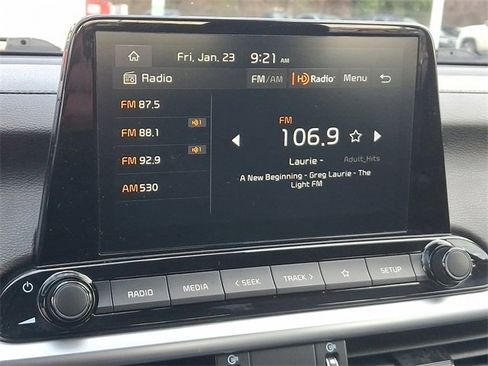 Fri, Jan. 23 9:21 AM
Radio FM/AM HD Radio Menu
FM 87.5
HD1
FM 88.1
HD1
FM 92.9
AM 530
FM
106.9
Laurie - Adult_Hits
A New Beginning - Greg Laurie - The
Light FM
RADIO MEDIA < SEEK TRACK > SETUP